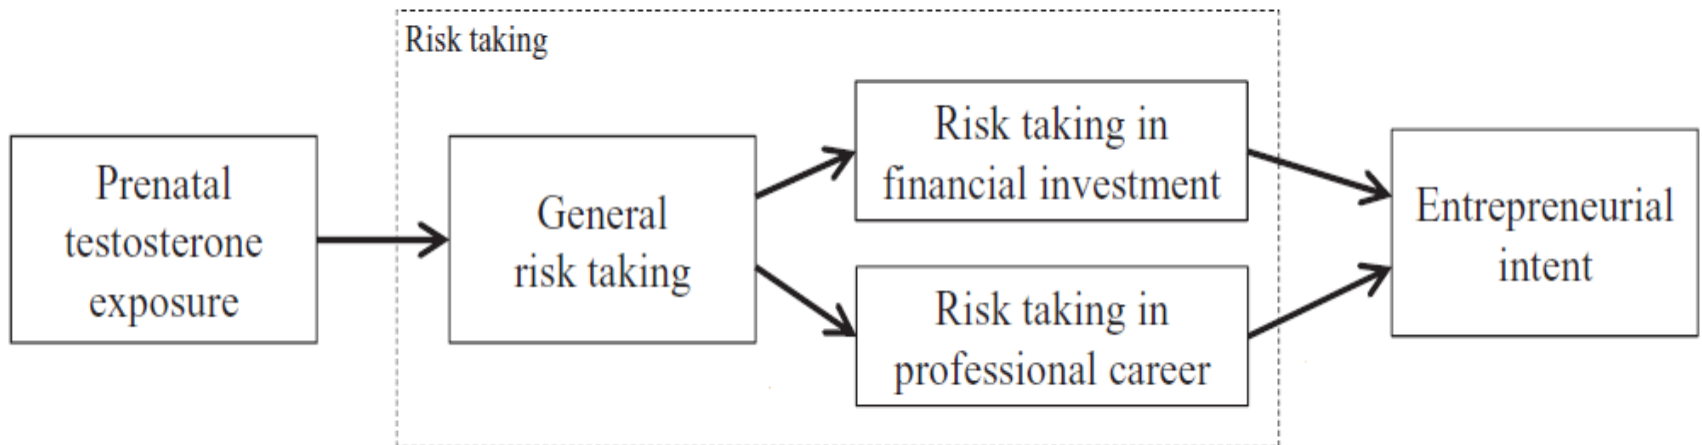 Risk taking
Prenatal
testosterone
exposure
General
risk taking
Risk taking in
financial investment
Risk taking in
professional career
Entrepreneurial
intent